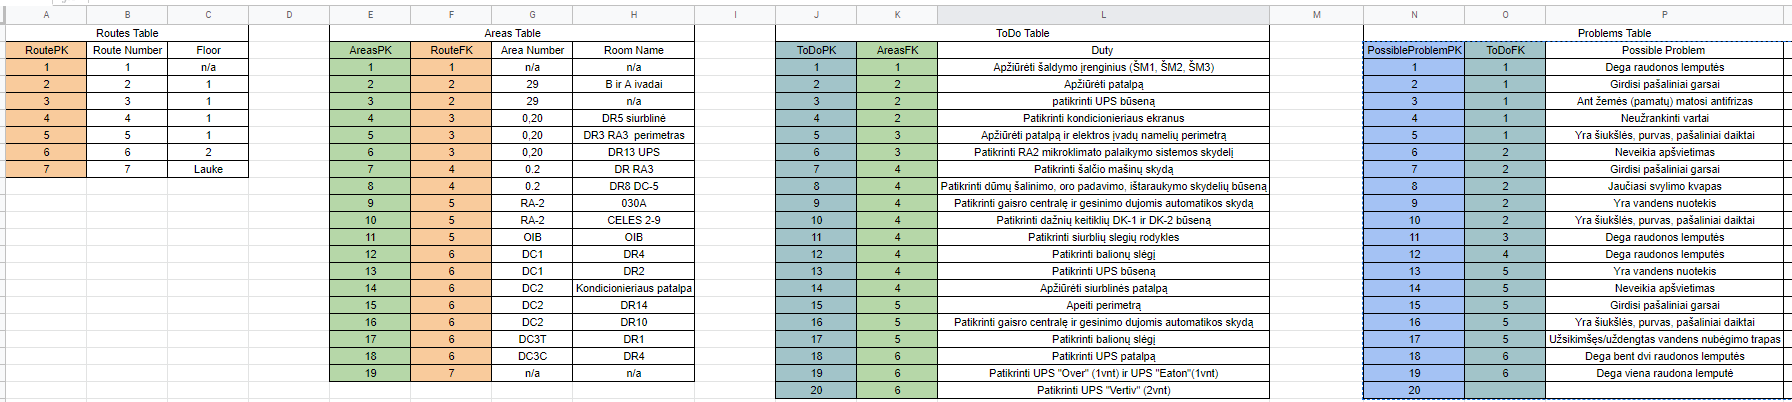 A B C D E F G H I J K L M N O P
Routes Table Areas Table ToDo Table Problems Table
RoutePK Route Number Floor AreasPK RouteFK Area Number Room Name ToDoPK AreasFK Duty PossibleProblemPK ToDoFK Possible Problem
1 1 n/a 1 1 n/a n/a 1 1 Apžiūrėti šaldymo įrenginius (ŠM1, ŠM2, ŠM3) 1 1 Dega raudonos lemputės
2 2 1 2 2 29 B ir A ivadai 2 2 Apžiūrėti patalpą 2 1 Girdisi pašaliniai garsai
3 3 1 3 2 29 n/a 3 2 patikrinti UPS būseną 3 1 Ant žemės (pamatų) matosi antifrizas
4 4 1 4 3 0,20 DR5 siurblinė 4 2 Patikrinti kondicionieriaus ekranus 4 1 Neužrankinti vartai
5 5 1 5 3 0,20 DR3 RA3 perimetras 5 3 Apžiūrėti patalpą ir elektros įvadų namelių perimetrą 5 1 Yra šiukšlės, purvas, pašaliniai daiktai
6 6 2 6 3 0,20 DR13 UPS 6 3 Patikrinti RA2 mikroklimato palaikymo sistemos skydelį 6 2 Neveikia apšvietimas
7 7 Lauke 7 4 0.2 DR RA3 7 4 Patikrinti šalčio mašinų skydą 7 2 Girdisi pašaliniai garsai
8 4 0.2 DR8 DC-5 8 4 Patikrinti dūmų šalinimo, oro padavimo, ištaraukymo skydelių būseną 8 2 Jaučiasi svylimo kvapas
9 5 RA-2 030A 9 4 Patikrinti gaisro centralę ir gesinimo dujomis automatikos skydą 9 2 Yra vandens nuotekis
10 5 RA-2 CELES 2-9 10 4 Patikrinti dažnių keitiklių DK-1 ir DK-2 būseną 10 2 Yra šiukšlės, purvas, pašaliniai daiktai
11 5 OIB OIB 11 4 Patikrinti siurblių slegių rodykles 11 3 Dega raudonos lemputės
12 6 DC1 DR4 12 4 Patikrinti balionų slėgį 12 4 Dega raudonos lemputės
13 6 DC1 DR2 13 4 Patikrinti UPS būseną 13 5 Yra vandens nuotekis
14 6 DC2 Kondicionieriaus patalpa 14 4 Apžiūrėti siurblinės patalpą 14 5 Neveikia apšvietimas
15 6 DC2 DR14 15 5 Apeiti perimetrą 15 5 Girdisi pašaliniai garsai
16 6 DC2 DR10 16 5 Patikrinti gaisro centralę ir gesinimo dujomis automatikos skydą 16 5 Yra šiukšlės, purvas, pašaliniai daiktai
17 6 DC3T DR1 17 5 Patikrinti balionų slėgį 17 5 Užsikimšęs/uždengtas vandens nubėgimo trapas
18 6 DC3C DR4 18 6 Patikrinti UPS patalpą 18 6 Dega bent dvi raudonos lemputės
19 7 n/a n/a 19 6 Patikrinti UPS "Over" (1vnt) ir UPS "Eaton"(1vnt) 19 6 Dega viena raudona lemputė
20 6 Patikrinti UPS "Vertiv" (2vnt) 20